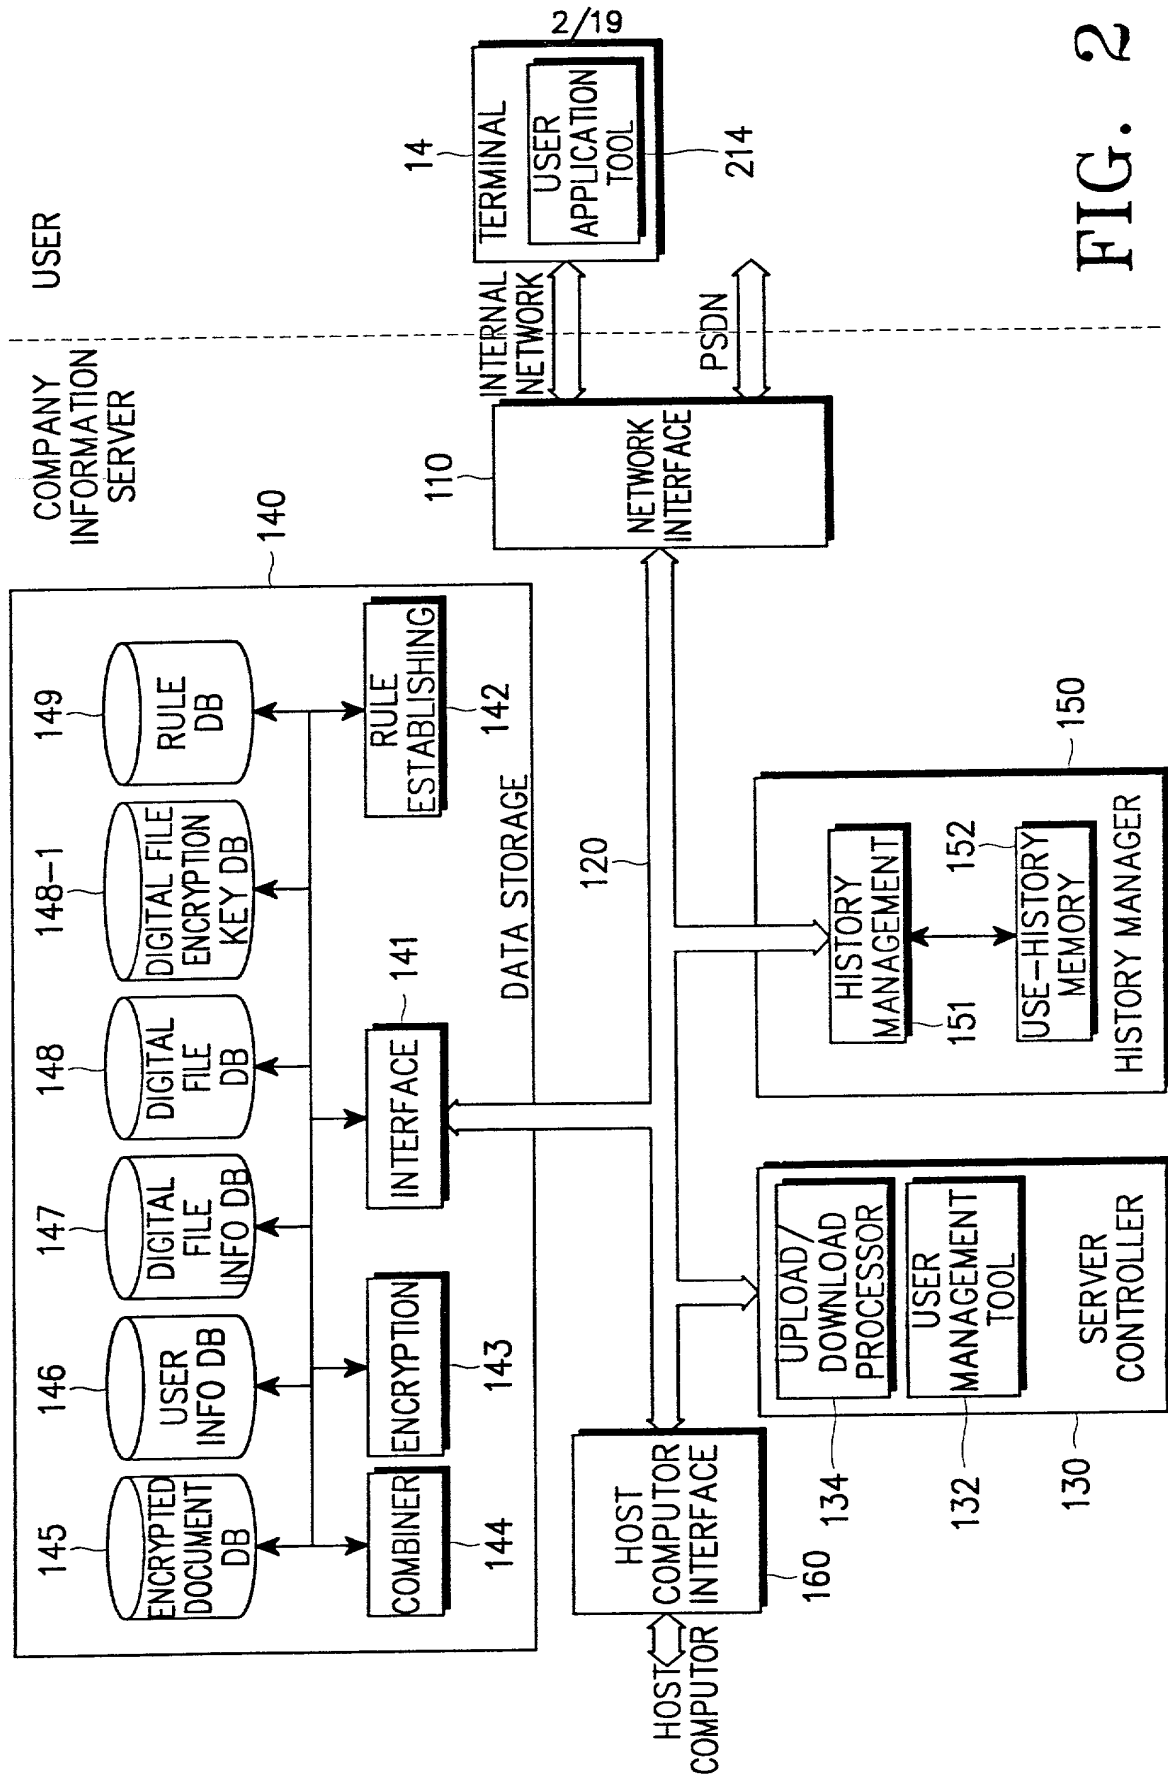 2/19
COMPANY
INFORMATION
SERVER
USER
140
145
146
147
148
148-1
149
ENCRYPTED
DOCUMENT
DB
USER
INFO DB
DIGITAL
FILE
INFO DB
DIGITAL
FILE
DB
DIGITAL FILE
ENCRYPTION
KEY DB
RULE
DB
COMBINER
ENCRYPTION
INTERFACE
RULE
ESTABLISHING
144
143
141
142
DATA STORAGE
110
NETWORK
INTERFACE
INTERNAL
NETWORK
PSDN
14
TERMINAL
USER
APPLICATION
TOOL
214
120
HOST
COMPUTOR
HOST
COMPUTOR
INTERFACE
160
134
132
130
UPLOAD/
DOWNLOAD
PROCESSOR
USER
MANAGEMENT
TOOL
SERVER
CONTROLLER
150
HISTORY
MANAGEMENT
151
152
USE-HISTORY
MEMORY
HISTORY MANAGER
FIG. 2